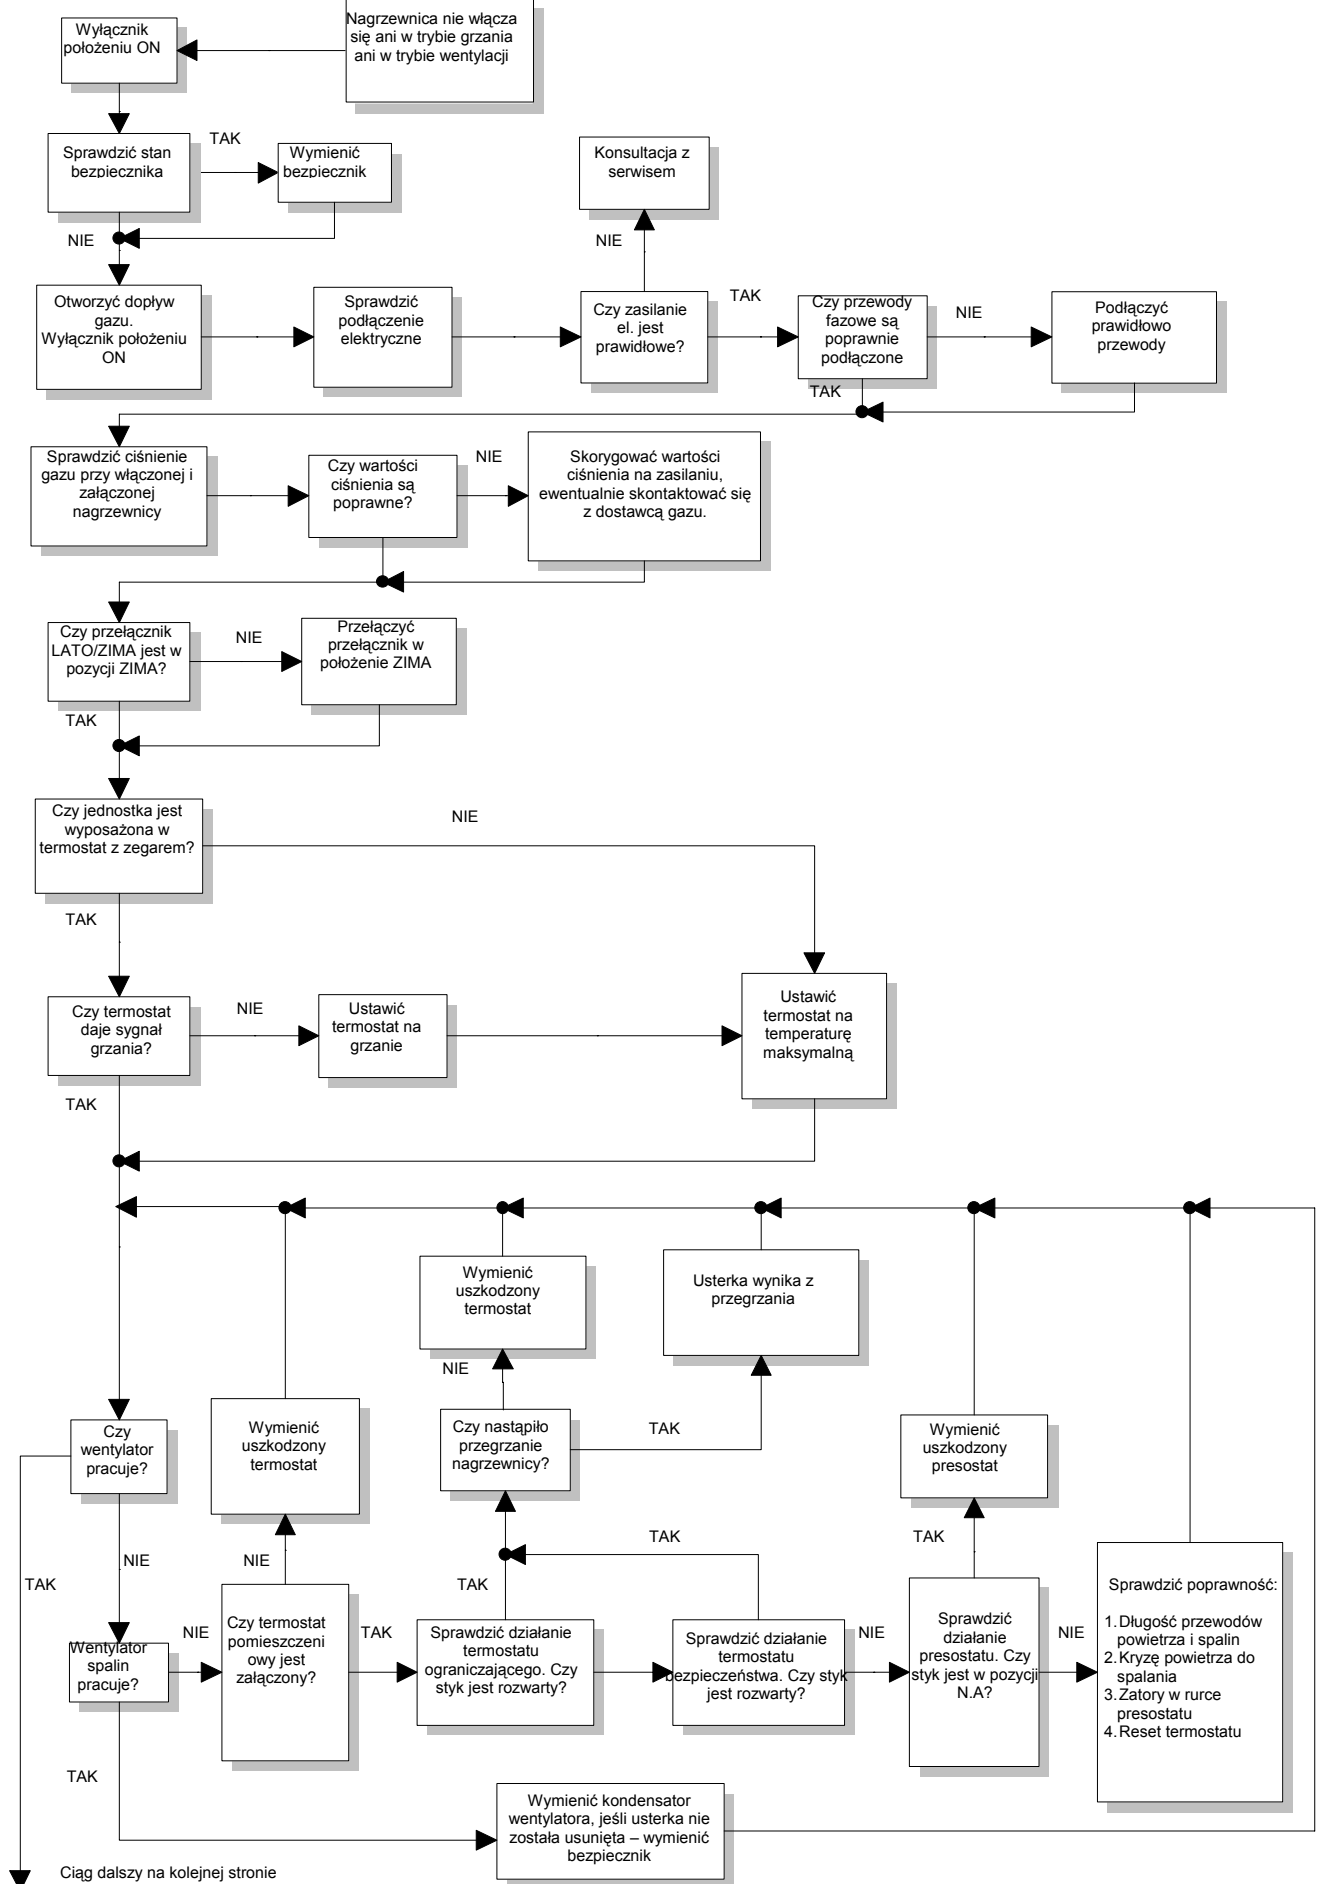 Nagrzewnica nie włącza
się ani w trybie grzania
ani w trybie wentylacji
Wyłącznik
położeniu ON
Sprawdzić stan
bezpiecznika
TAK
Wymienić
bezpiecznik
NIE
Konsultacja z
serwisem
NIE
Otworzyć dopływ
gazu.
Wyłącznik położeniu
ON
Sprawdzić
podłączenie
elektryczne
Czy zasilanie
el. jest
prawidłowe?
TAK
Czy przewody
fazowe są
poprawnie
podłączone
NIE
Podłączyć
prawidłowo
przewody
TAK
Sprawdzić ciśnienie
gazu przy włączonej i
załączonej
nagrzewnicy
Czy wartości
ciśnienia są
poprawne?
NIE
Skorygować wartości
ciśnienia na zasilaniu,
ewentualnie skontaktować się
z dostawcą gazu.
Czy przełącznik
LATO/ZIMA jest w
pozycji ZIMA?
NIE
Przełączyć
przełącznik w
położenie ZIMA
TAK
Czy jednostka jest
wyposażona w
termostat z zegarem?
NIE
TAK
Czy termostat
daje sygnał
grzania?
NIE
Ustawić
termostat na
grzanie
Ustawić
termostat na
temperaturę
maksymalną
TAK
Wymienić
uszkodzony
termostat
Usterka wynika z
przegrzania
NIE
Czy
wentylator
pracuje?
Wymienić
uszkodzony
termostat
Czy nastąpiło
przegrzanie
nagrzewnicy?
TAK
Wymienić
uszkodzony
presostat
TAK
NIE
NIE
TAK
TAK
TAK
Wentylator
spalin
pracuje?
NIE
Czy termostat
pomieszczeni
owy jest
załączony?
TAK
Sprawdzić działanie
termostatu
ograniczającego. Czy
styk jest rozwarty?
Sprawdzić działanie
termostatu
bezpieczeństwa. Czy styk
jest rozwarty?
NIE
Sprawdzić
działanie
presostatu. Czy
styk jest w pozycji
N.A?
NIE
Sprawdzić poprawność:
1.Długość przewodów
powietrza i spalin
2.Kryzę powietrza do
spalania
3.Zatory w rurce
presostatu
4.Reset termostatu
TAK
Wymienić kondensator
wentylatora, jeśli usterka nie
została usunięta – wymienić
bezpiecznik
Ciąg dalszy na kolejnej stronie